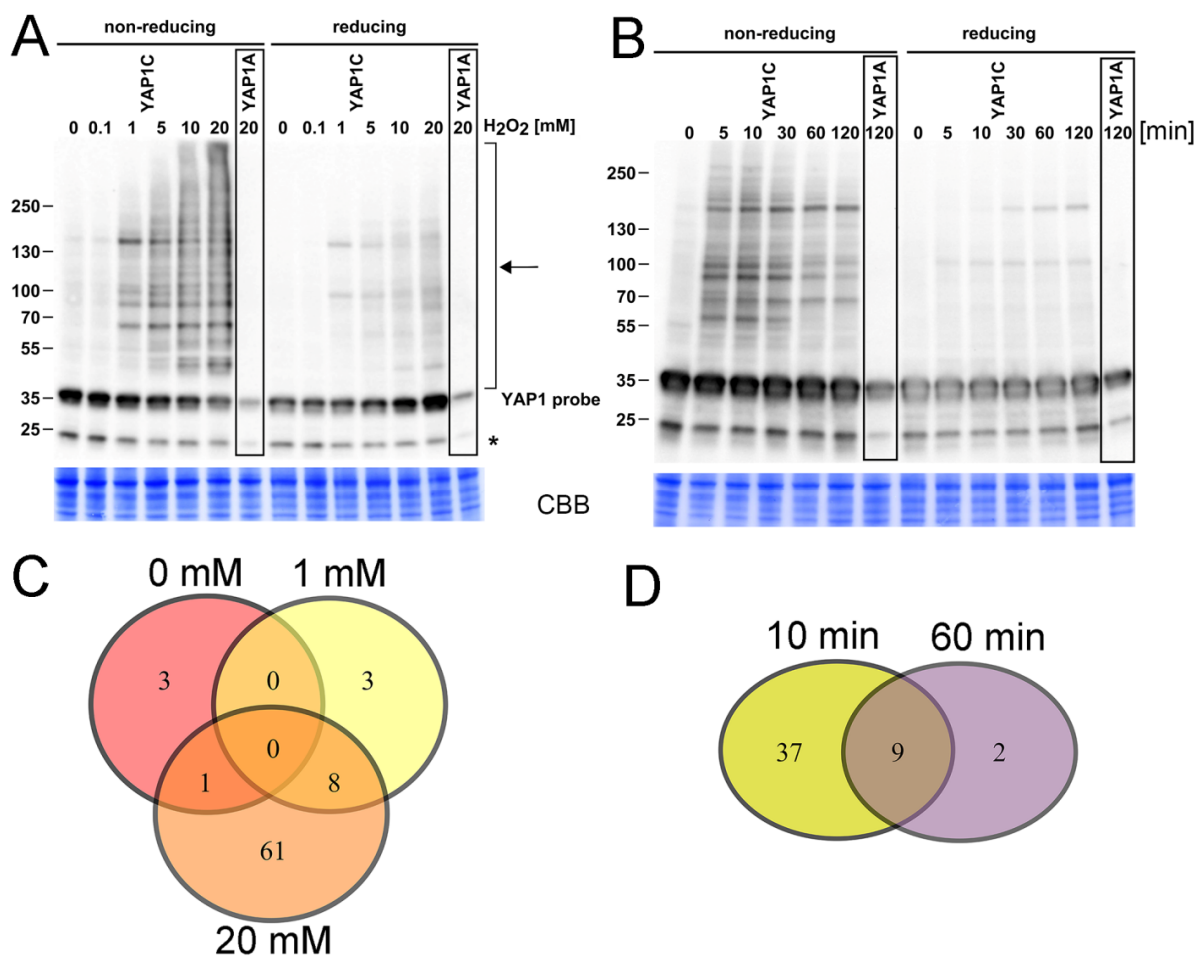 A
non-reducing reducing
YAP1C YAP1A YAP1C YAP1A
0 0.1 1 5 10 20 20 0 0.1 1 5 10 20 20 H₂O₂ [mM]
250
130
100
70
55
35
25
YAP1 probe
*
CBB
B
non-reducing reducing
YAP1C YAP1A YAP1C YAP1A
0 5 10 30 60 120 120 0 5 10 30 60 120 120 [min]
250
130
100
70
55
35
25
C
0 mM 1 mM
3 0 3
0
1 8
61
20 mM
D
10 min 60 min
37 9 2